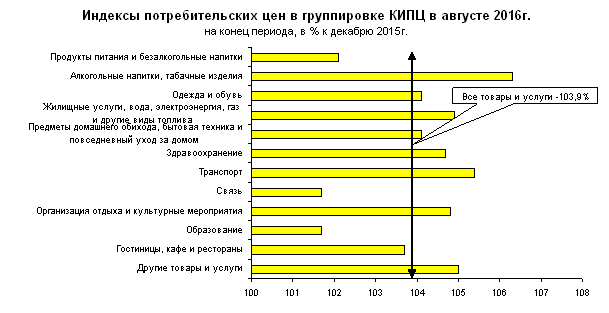 Индексы потребительских цен в группировке КИПЦ в августе 2016г.
на конец периода, в % к декабрю 2015г.
Продукты питания и безалкогольные напитки
Алкогольные напитки, табачные изделия
Одежда и обувь
Все товары и услуги -103,9%
Жилищные услуги, вода, электроэнергия, газ
и другие виды топлива
Предметы домашнего обихода, бытовая техника и
повседневный уход за домом
Здравоохранение
Транспорт
Связь
Организация отдыха и культурные мероприятия
Образование
Гостиницы, кафе и рестораны
Другие товары и услуги
100 101 102 103 104 105 106 107 108